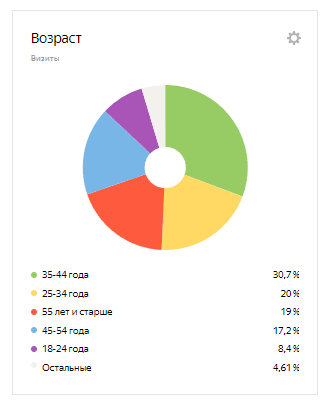 Возраст
Визиты
35-44 года 30,7 %
25-34 года 20 %
55 лет и старше 19 %
45-54 года 17,2 %
18-24 года 8,4 %
Остальные 4,61 %